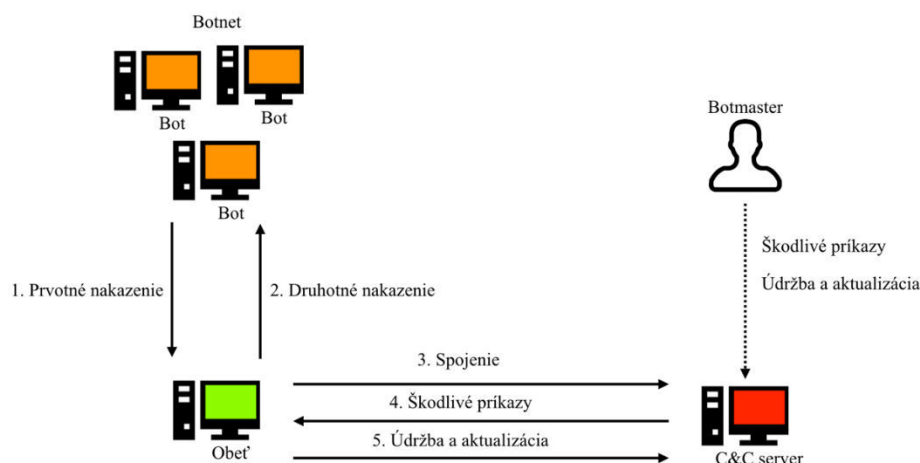 Botnet
Bot
Bot
Bot
Botmaster
Škodlivé príkazy
Údržba a aktualizácia
1. Prvotné nakazenie
2. Druhotné nakazenie
3. Spojenie
4. Škodlivé príkazy
5. Údržba a aktualizácia
Obeť
C&C server